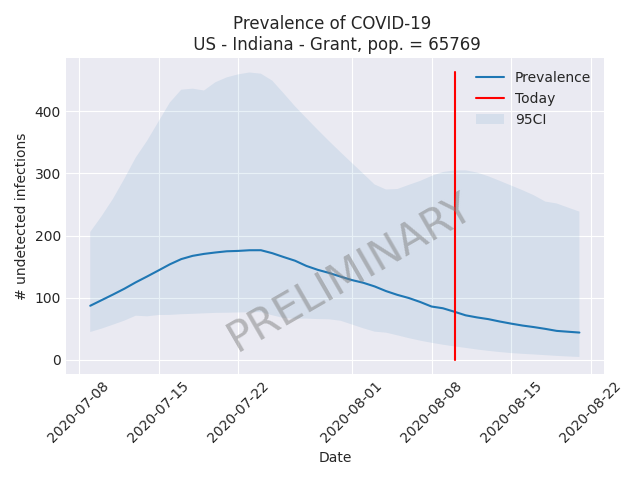 Prevalence of COVID-19
US - Indiana - Grant, pop. = 65769
Prevalence
Today
95CI
# undetected infections
400
300
200
100
0
PRELIMINARY
2020-07-08
2020-07-15
2020-07-22
2020-08-01
2020-08-08
2020-08-15
2020-08-22
Date